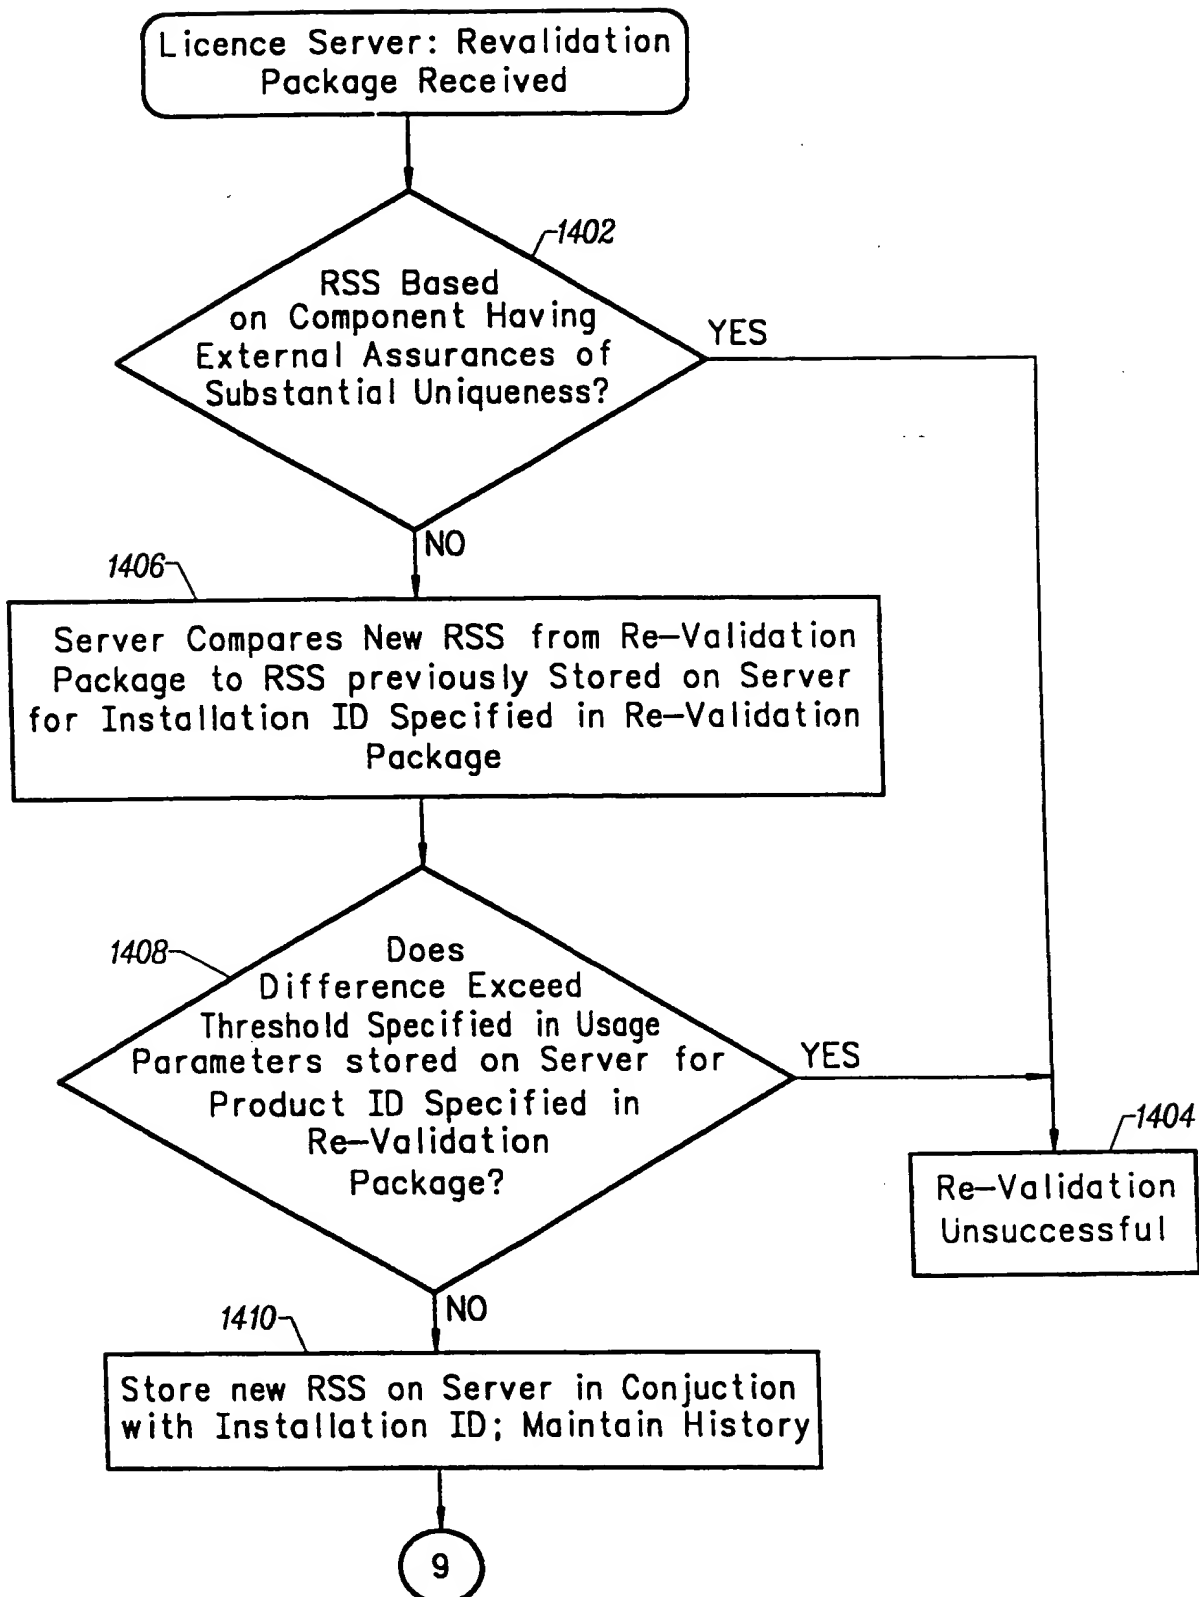 Licence Server: Revalidation
Package Received
1402
RSS Based
on Component Having
External Assurances of
Substantial Uniqueness?
YES
NO
1406
Server Compares New RSS from Re-Validation
Package to RSS previously Stored on Server
for Installation ID Specified in Re-Validation
Package
1408
Does
Difference Exceed
Threshold Specified in Usage
Parameters stored on Server for
Product ID Specified in
Re-Validation
Package?
YES
1404
Re-Validation
Unsuccessful
NO
1410
Store new RSS on Server in Conjuction
with Installation ID; Maintain History
9